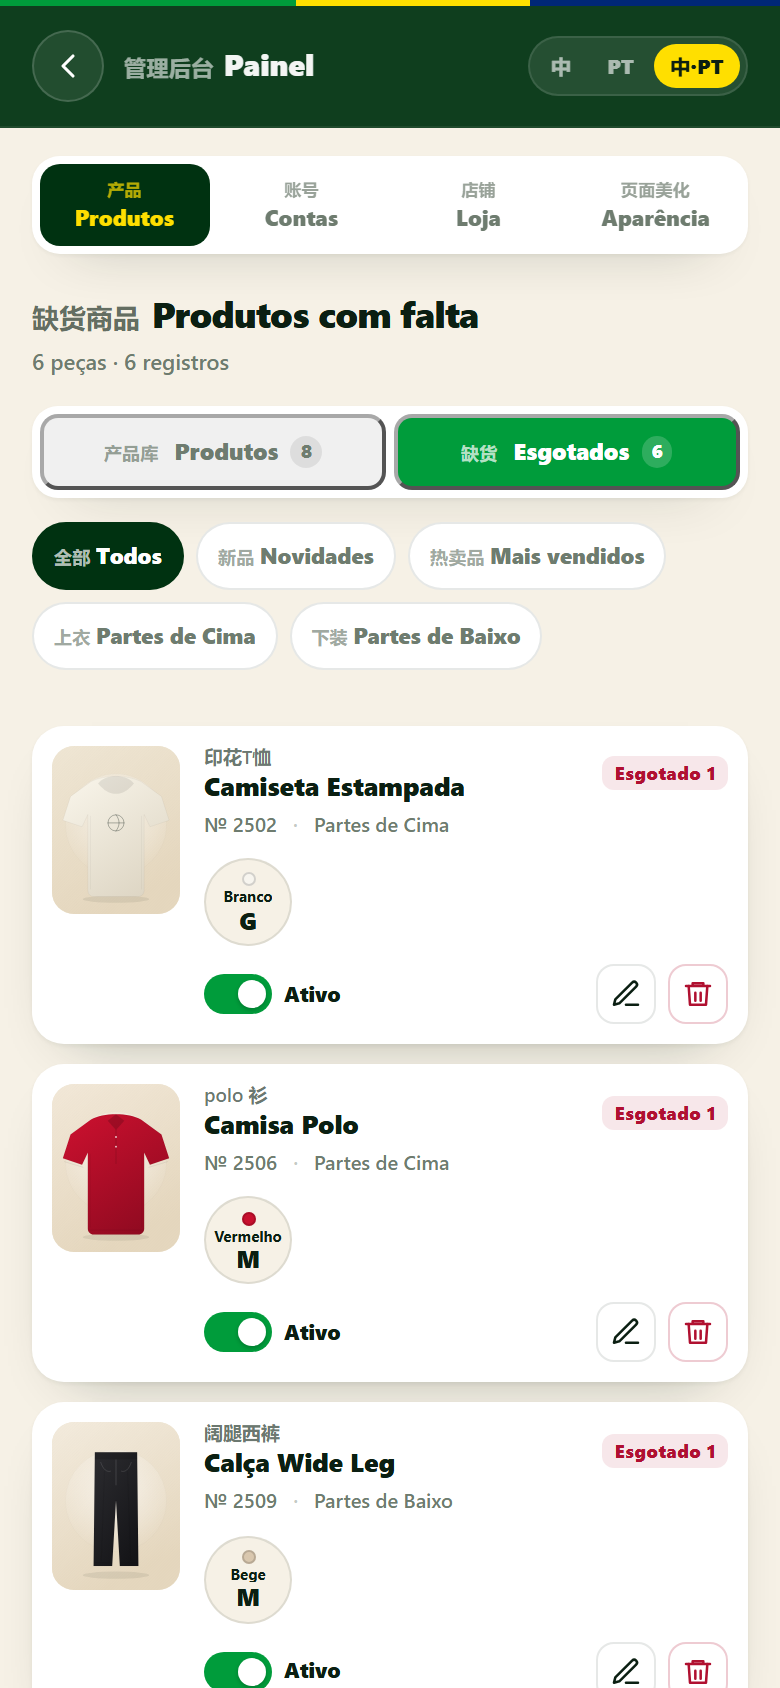 管理后台 Painel
中 PT 中·PT
产品 账号 店铺 页面美化
Produtos Contas Loja Aparência
缺货商品 Produtos com falta
6 peças · 6 registros
产品库 Produtos 8 缺货 Esgotados 6
全部 Todos 新品 Novidades 热卖品 Mais vendidos
上衣 Partes de Cima 下装 Partes de Baixo
印花T恤
Camiseta Estampada
Esgotado 1
Nº 2502 · Partes de Cima
Branco
G
Ativo
polo 衫
Camisa Polo
Esgotado 1
Nº 2506 · Partes de Cima
Vermelho
M
Ativo
阔腿西裤
Calça Wide Leg
Esgotado 1
Nº 2509 · Partes de Baixo
Bege
M
Ativo